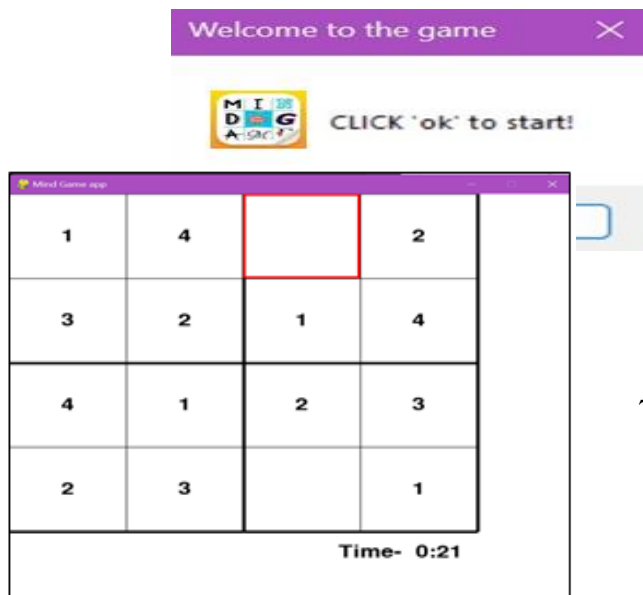 Welcome to the game
M I
D G
A
CLICK 'ok' to start!
Mind Game app
1 4 2
3 2 1 4
4 1 2 3
2 3 1
Time- 0:21